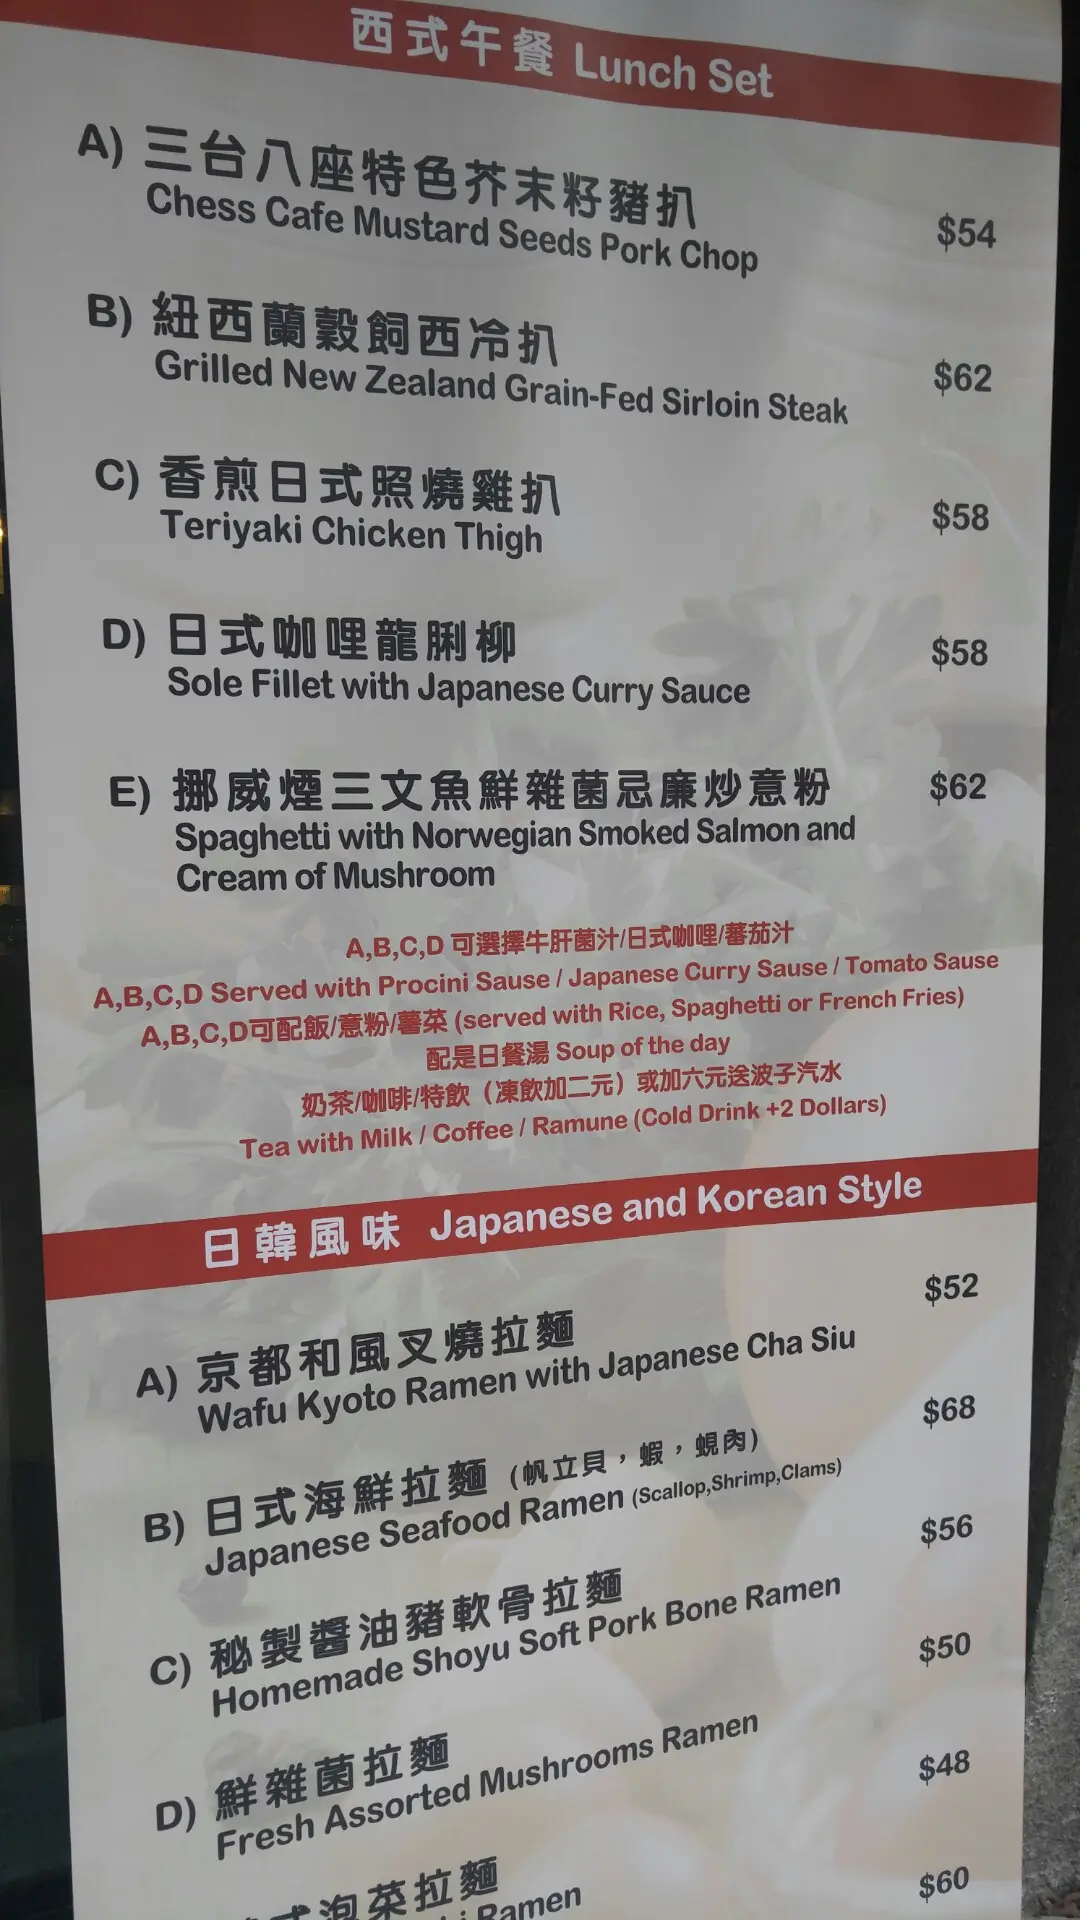 西式午餐 Lunch Set
A) 三台八座特色芥末籽豬扒
Chess Cafe Mustard Seeds Pork Chop
$54
B) 紐西蘭穀飼西冷扒
Grilled New Zealand Grain-Fed Sirloin Steak
$62
C) 香煎日式照燒雞扒
Teriyaki Chicken Thigh
$58
D) 日式咖哩龍脷柳
Sole Fillet with Japanese Curry Sauce
$58
E) 挪威煙三文魚鮮雜菌忌廉炒意粉
$62
Spaghetti with Norwegian Smoked Salmon and
Cream of Mushroom
A,B,C,D 可選擇牛肝菌汁/日式咖哩/蕃茄汁
A,B,C,D Served with Procini Sause / Japanese Curry Sause / Tomato Sause
A,B,C,D可配飯/意粉/薯菜 (served with Rice, Spaghetti or French Fries)
配是日餐湯 Soup of the day
奶茶/咖啡/特飲（凍飲加二元）或加六元送波子汽水
Tea with Milk / Coffee / Ramune (Cold Drink +2 Dollars)
日韓風味 Japanese and Korean Style
$52
A) 京都和風叉燒拉麵
Wafu Kyoto Ramen with Japanese Cha Siu
$68
B) 日式海鮮拉麵 (帆立貝，蝦，蜆肉)
Japanese Seafood Ramen (Scallop,Shrimp,Clams)
$56
C) 秘製醬油豬軟骨拉麵
Homemade Shoyu Soft Pork Bone Ramen
$50
D) 鮮雜菌拉麵
Fresh Assorted Mushrooms Ramen
$48
式泡菜拉麵
Ramen
$60